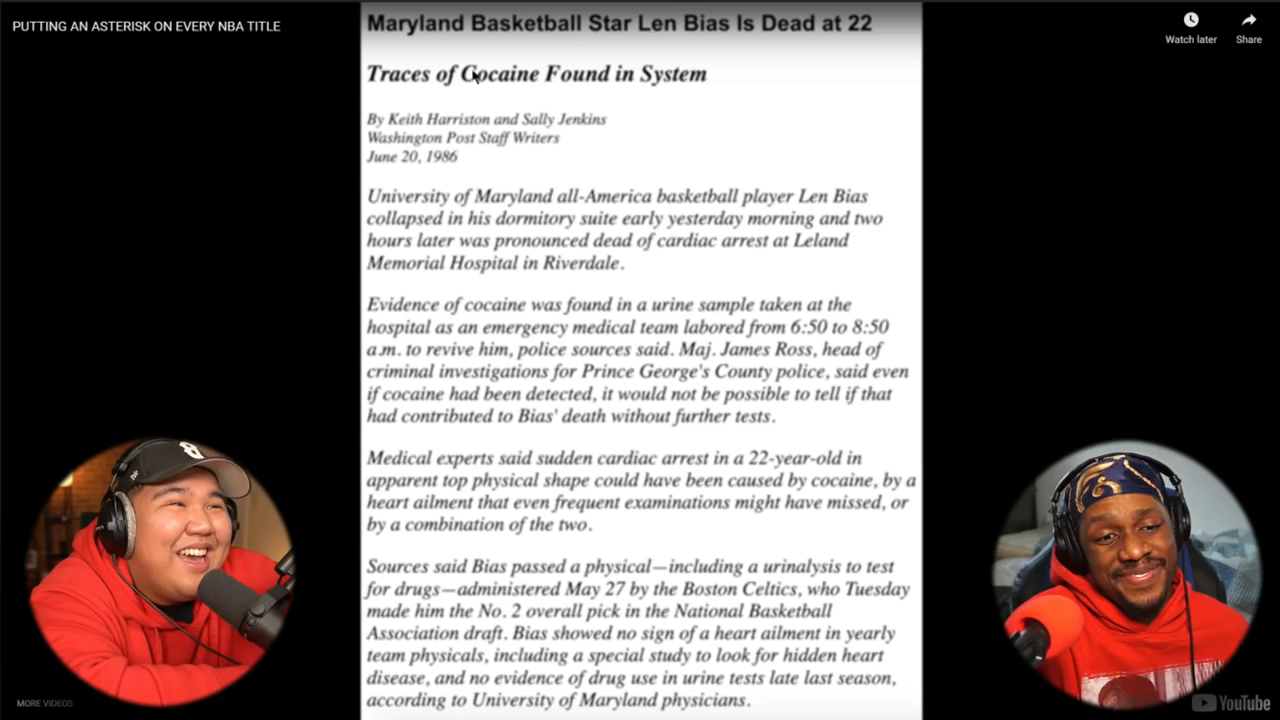 PUTTING AN ASTERISK ON EVERY NBA TITLE
Watch later
Share
Maryland Basketball Star Len Bias Is Dead at 22
Traces of Cocaine Found in System
By Keith Harriston and Sally Jenkins
Washington Post Staff Writers
June 20, 1986
University of Maryland all-America basketball player Len Bias
collapsed in his dormitory suite early yesterday morning and two
hours later was pronounced dead of cardiac arrest at Leland
Memorial Hospital in Riverdale.
Evidence of cocaine was found in a urine sample taken at the
hospital as an emergency medical team labored from 6:50 to 8:50
a.m. to revive him, police sources said. Maj. James Ross, head of
criminal investigations for Prince George's County police, said even
if cocaine had been detected, it would not be possible to tell if that
had contributed to Bias' death without further tests.
Medical experts said sudden cardiac arrest in a 22-year-old in
apparent top physical shape could have been caused by cocaine, by a
heart ailment that even frequent examinations might have missed, or
by a combination of the two.
Sources said Bias passed a physical—including a urinalysis to test
for drugs—administered May 27 by the Boston Celtics, who Tuesday
made him the No. 2 overall pick in the National Basketball
Association draft. Bias showed no sign of a heart ailment in yearly
team physicals, including a special study to look for hidden heart
disease, and no evidence of drug use in urine tests late last season,
according to University of Maryland physicians.
MORE VIDEOS
YouTube